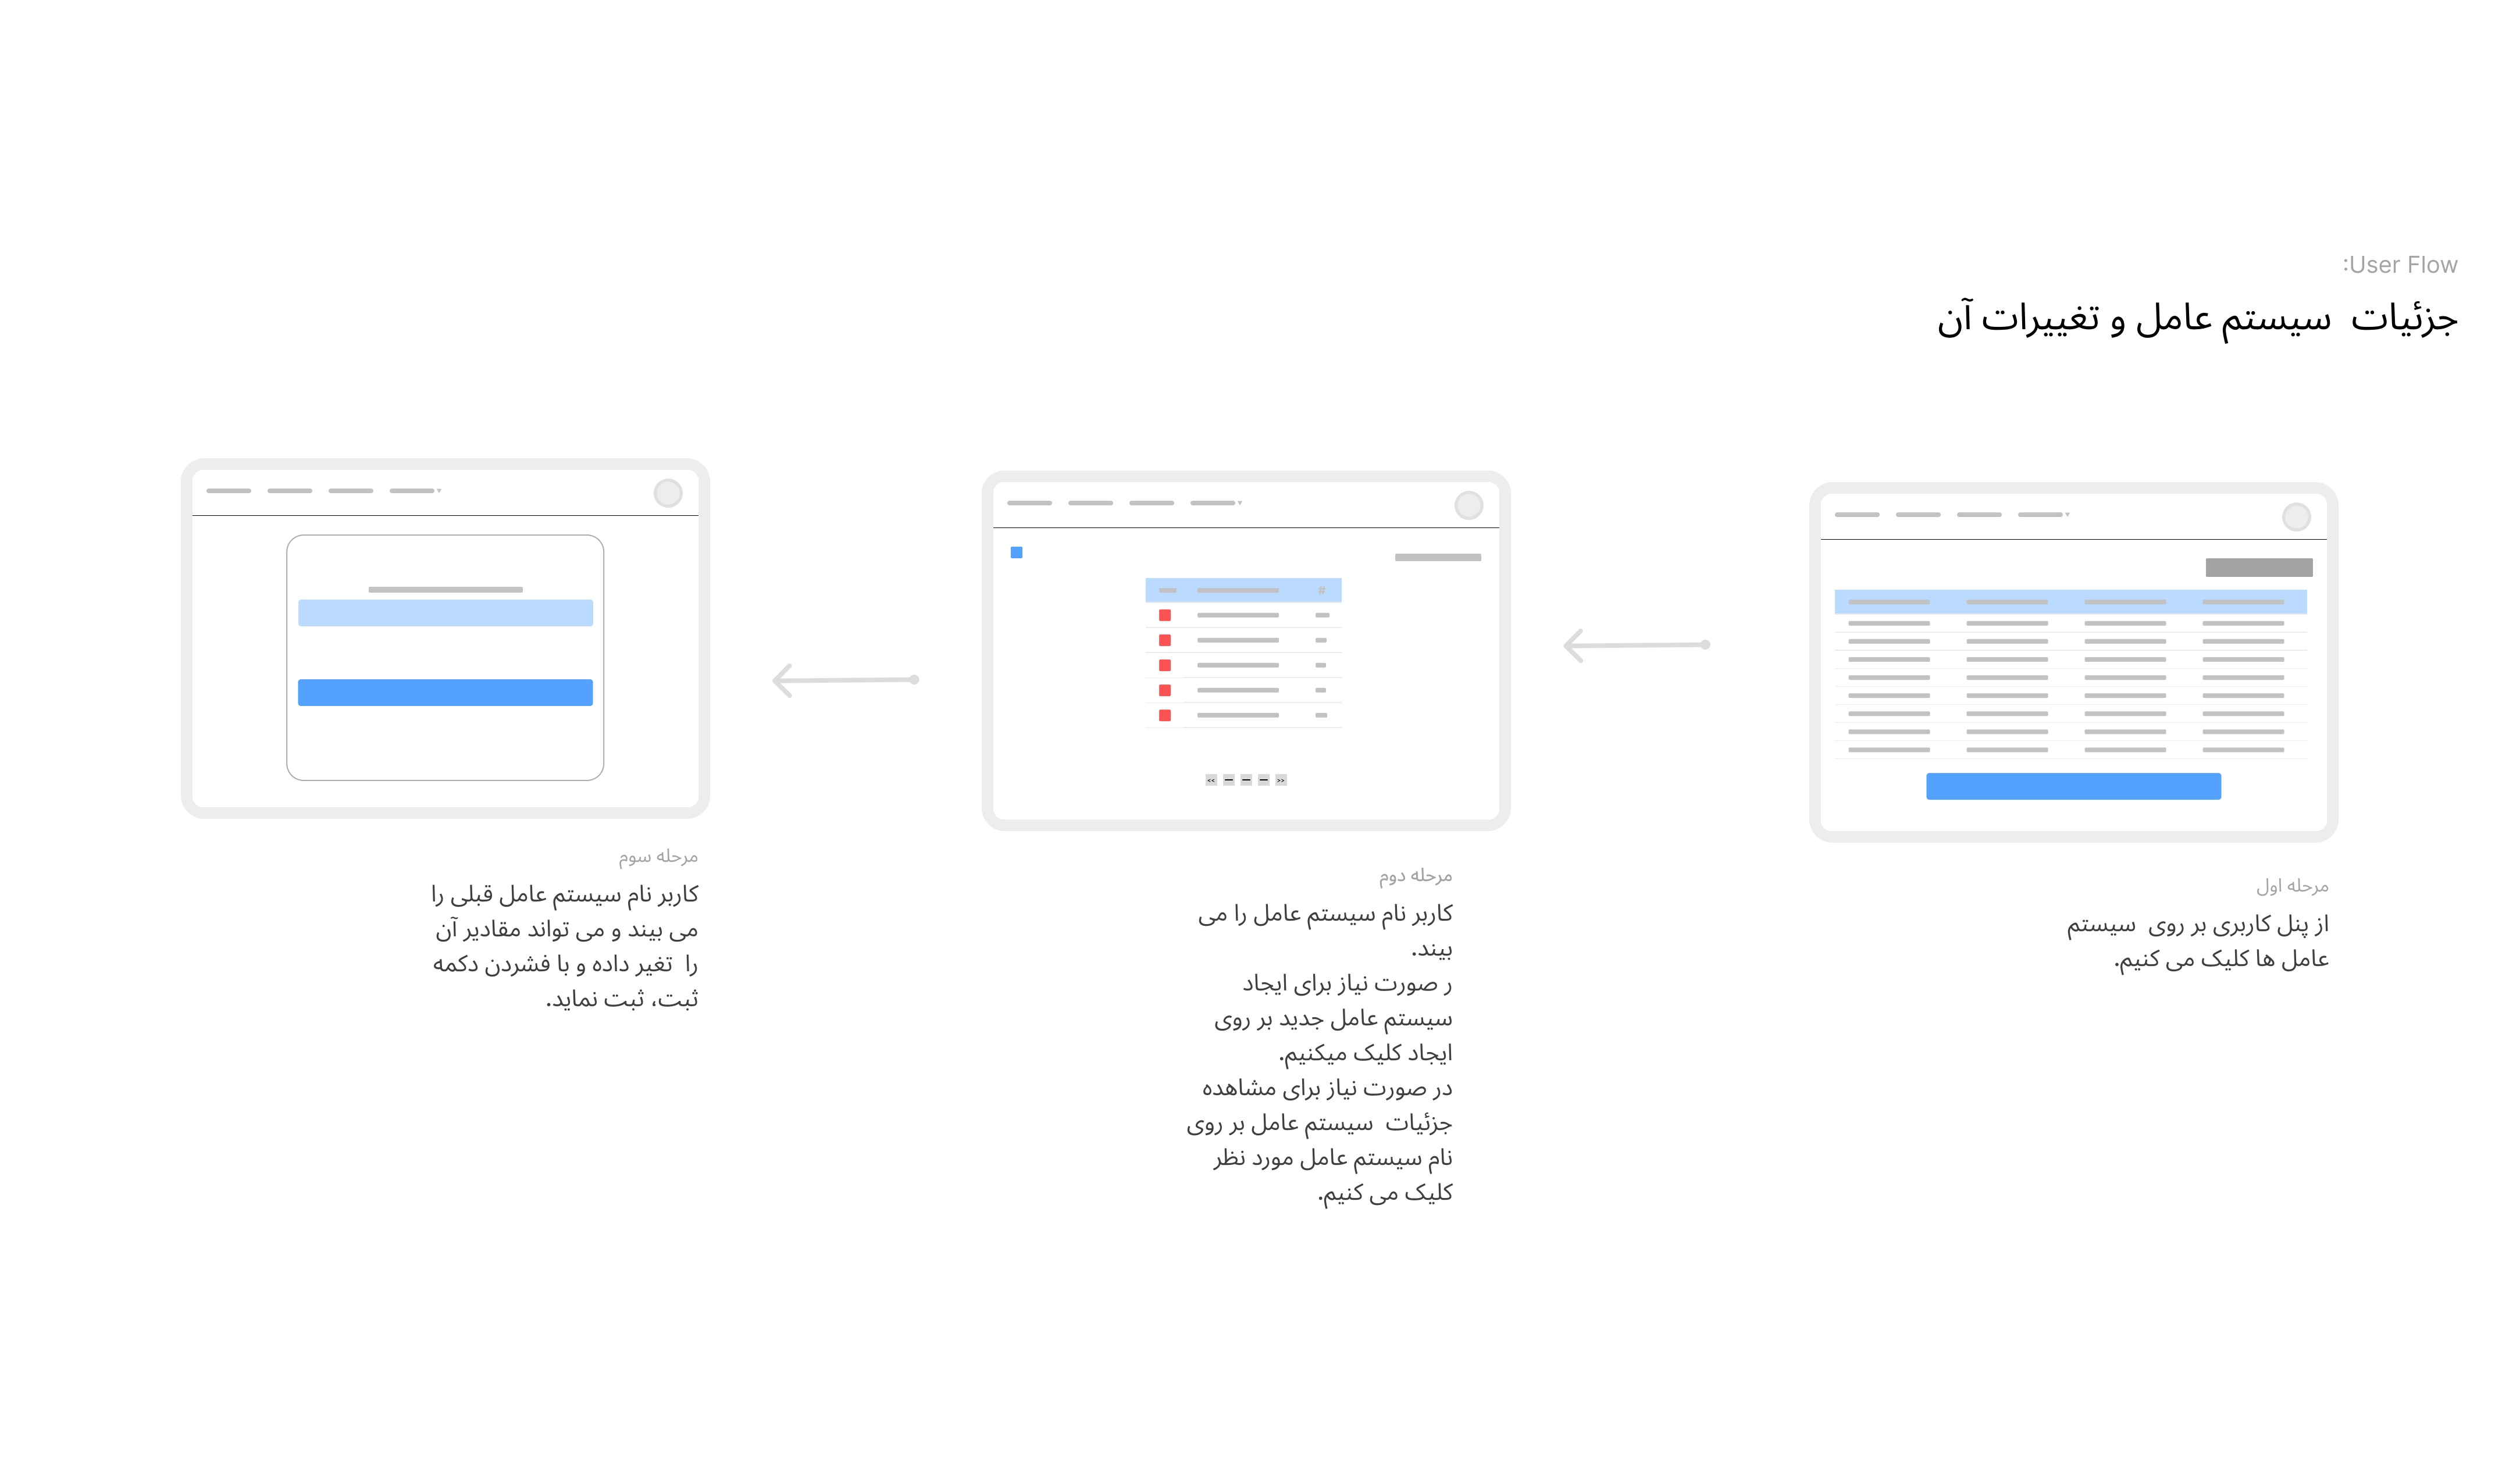 User Flow:
جزئیات  سیستم عامل و تغییرات آن
مرحله اول
از پنل کاربری بر روی  سیستم
عامل ها کلیک می کنیم.
مرحله دوم
کاربر نام سیستم عامل را می
بیند.
ر صورت نیاز برای ایجاد
سیستم عامل جدید بر روی
ایجاد کلیک میکنیم.
در صورت نیاز برای مشاهده
جزئیات  سیستم عامل بر روی
نام سیستم عامل مورد نظر
کلیک می کنیم.
#
<< — — — >>
مرحله سوم
کاربر نام سیستم عامل قبلی را
می بیند و می تواند مقادیر آن
را  تغیر داده و با فشردن دکمه
ثبت، ثبت نماید.